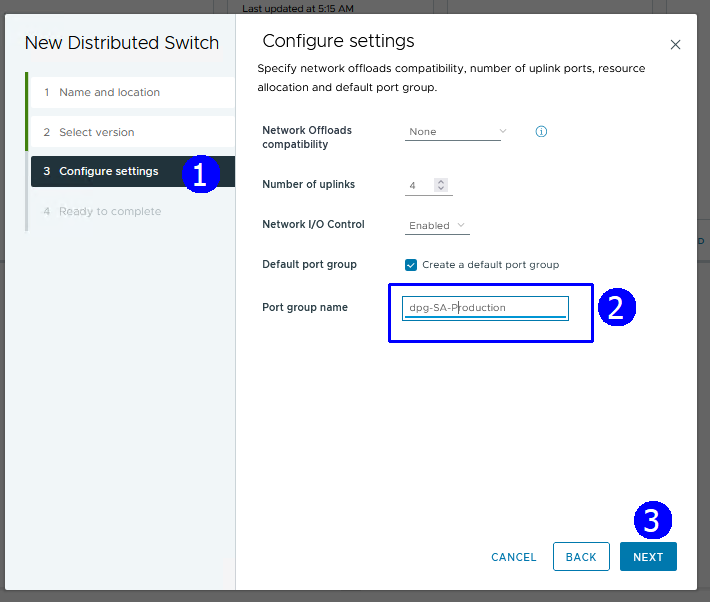 Last updated at 5:15 AM
New Distributed Switch
1 Name and location
2 Select version
3 Configure settings
1
4 Ready to complete
Configure settings
Specify network offloads compatibility, number of uplink ports, resource
allocation and default port group.
Network Offloads
compatibility
None
Number of uplinks
4
Network I/O Control
Enabled
Default port group
Create a default port group
Port group name
dpg-SA-Production
2
3
CANCEL
BACK
NEXT